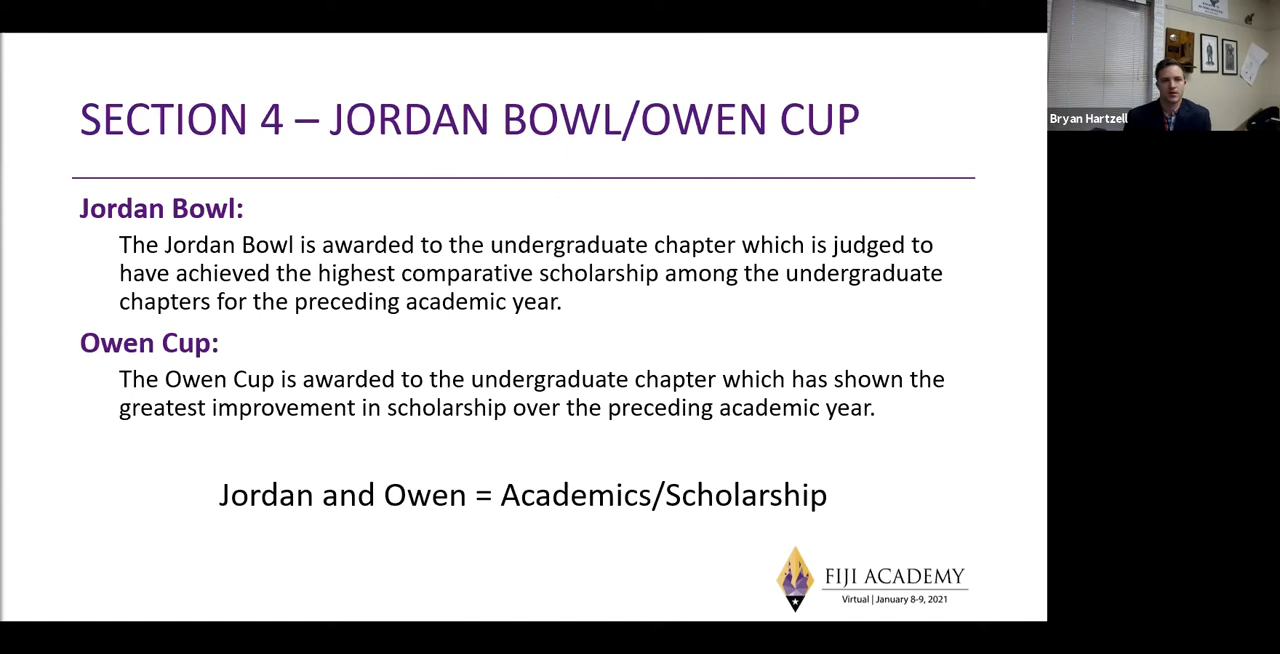 SECTION 4 – JORDAN BOWL/OWEN CUP
Bryan Hartzell
Jordan Bowl:
The Jordan Bowl is awarded to the undergraduate chapter which is judged to
have achieved the highest comparative scholarship among the undergraduate
chapters for the preceding academic year.
Owen Cup:
The Owen Cup is awarded to the undergraduate chapter which has shown the
greatest improvement in scholarship over the preceding academic year.
Jordan and Owen = Academics/Scholarship
FIJI ACADEMY
Virtual | January 8-9, 2021